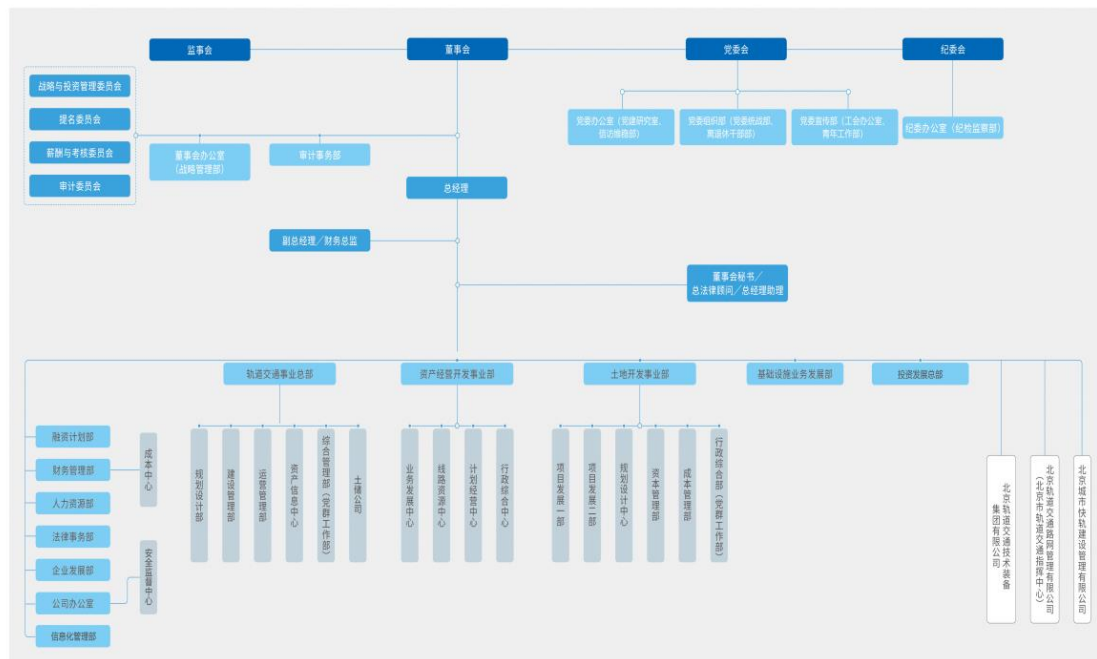 监事会
董事会
党委会
纪委会
战略与投资管理委员会
提名委员会
薪酬与考核委员会
审计委员会
董事会办公室
（战略管理部）
审计事务部
党委办公室（党建研究室、
信访维稳部）
党委组织部（党委统战部、
离退休干部部）
党委宣传部（工会办公室、
青年工作部）
纪委办公室（纪检监察部）
总经理
副总经理／财务总监
董事会秘书／
总法律顾问／总经理助理
轨道交通事业总部
资产经营开发事业部
土地开发事业部
基础设施业务发展部
投资发展总部
融资计划部
财务管理部
人力资源部
法律事务部
企业发展部
公司办公室
信息化管理部
成本中心
安全监督中心
规划设计部
建设管理部
运营管理部
资产信息中心
综合管理部（党群工作部）
土储公司
业务发展中心
线路资源中心
计划经营中心
行政综合中心
项目发展一部
项目发展二部
规划设计中心
资本管理部
成本管理部
行政综合部（党群工作部）
北京轨道交通技术装备
集团有限公司
北京轨道交通路网管理有限公司
（北京市轨道交通指挥中心）
北京城市快轨建设管理有限公司